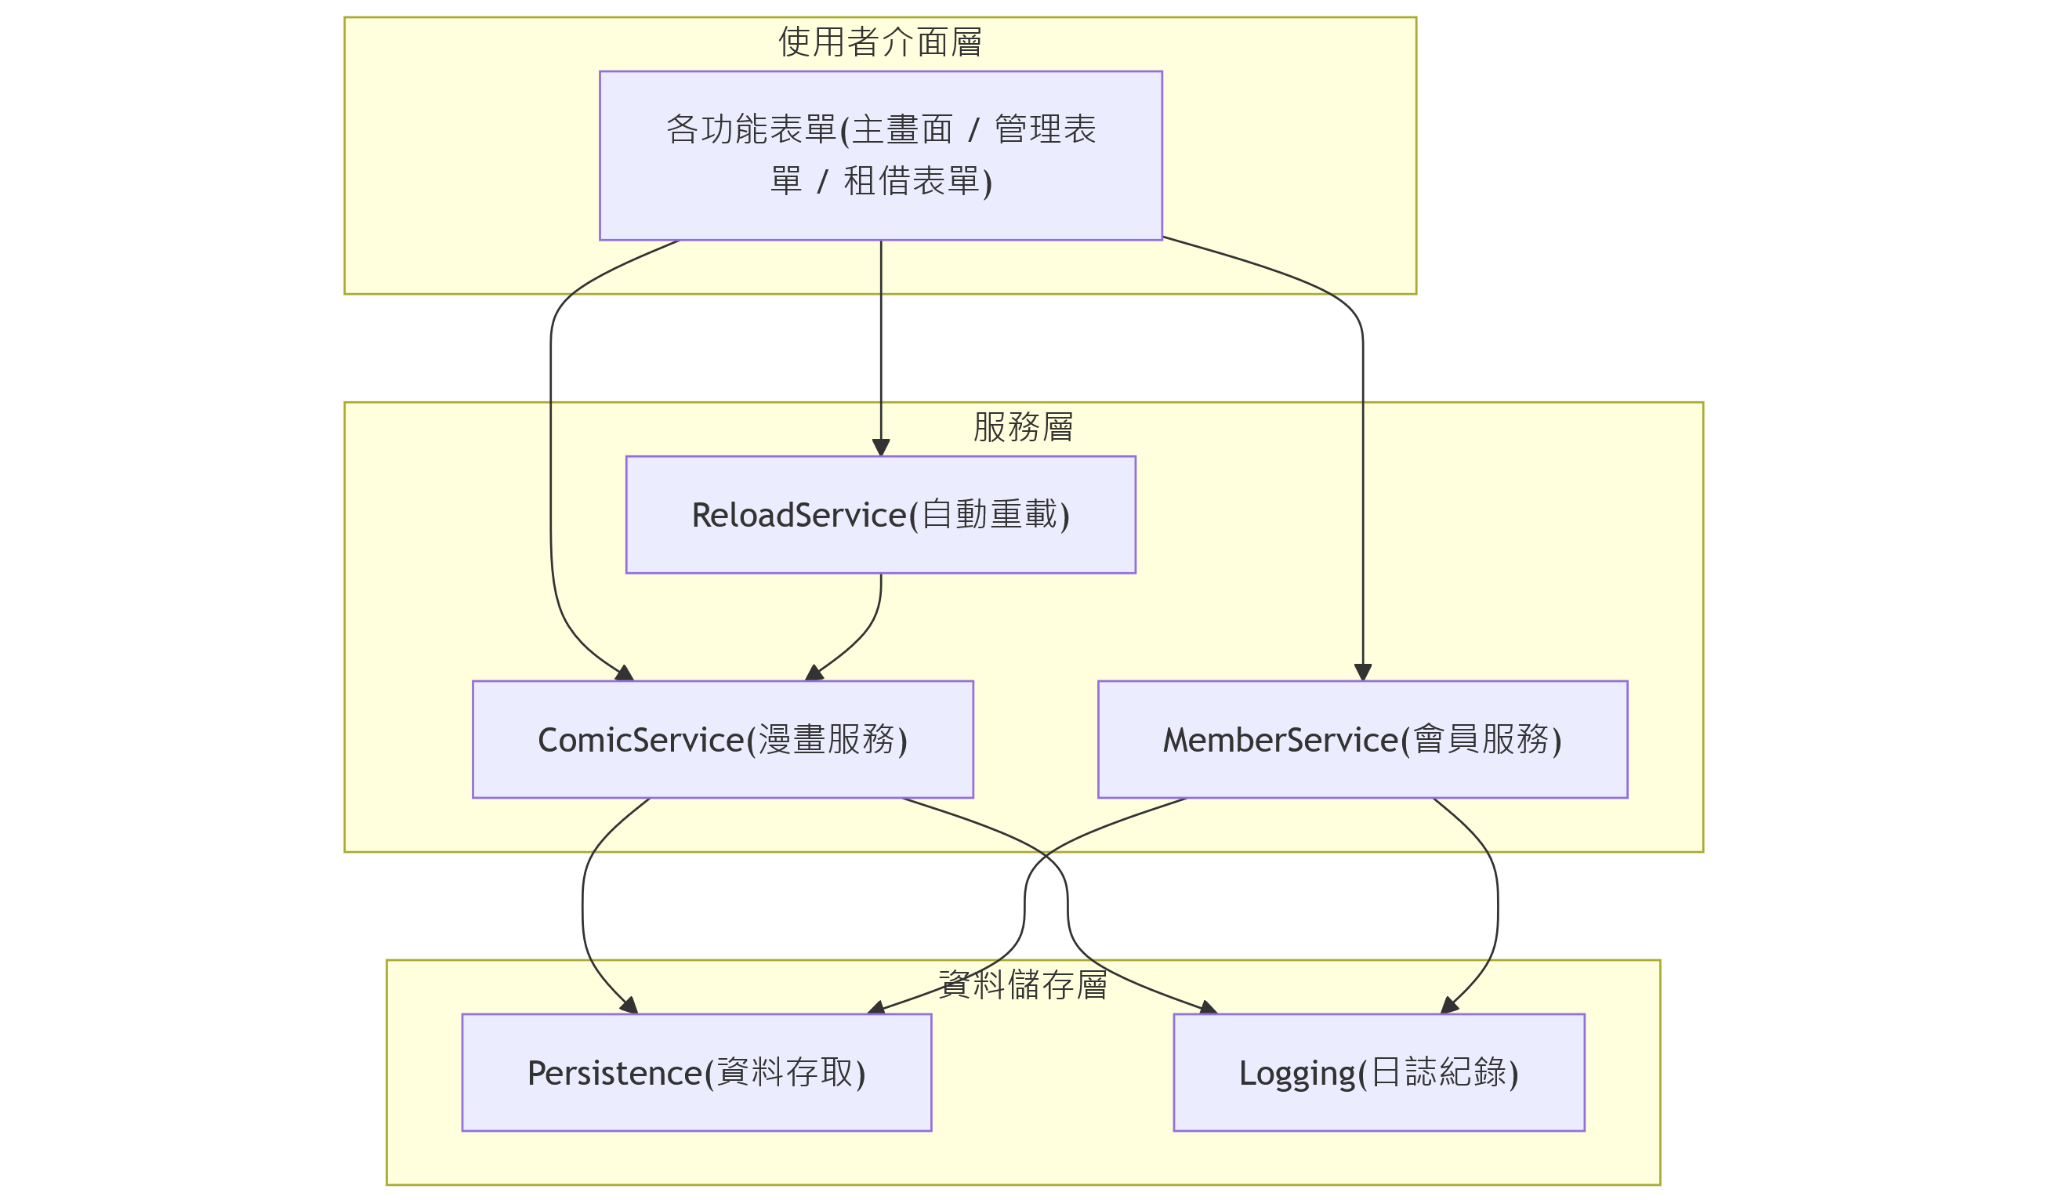 使用者介面層
各功能表單(主畫面 / 管理表
單 / 租借表單)
服務層
ReloadService(自動重載)
ComicService(漫畫服務)
MemberService(會員服務)
資料儲存層
Persistence(資料存取)
Logging(日誌紀錄)